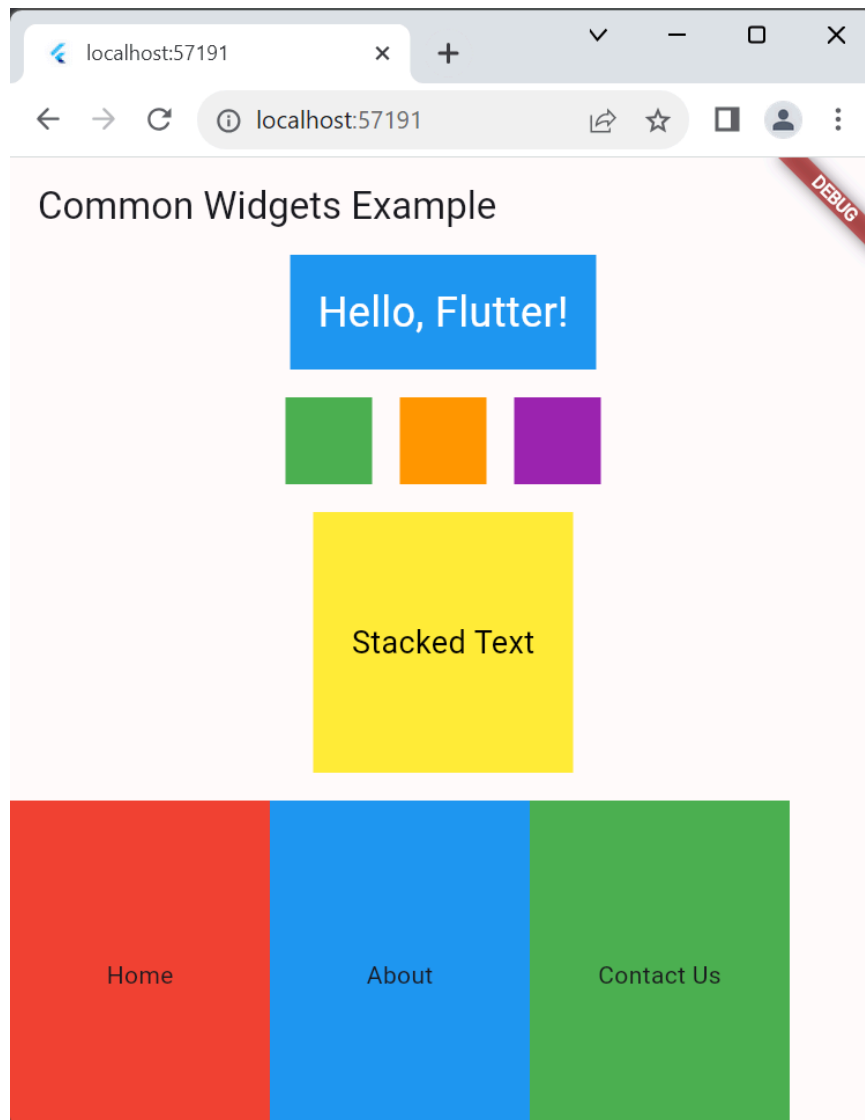 localhost:57191
localhost:57191
Common Widgets Example
DEBUG
Hello, Flutter!
Stacked Text
Home About Contact Us